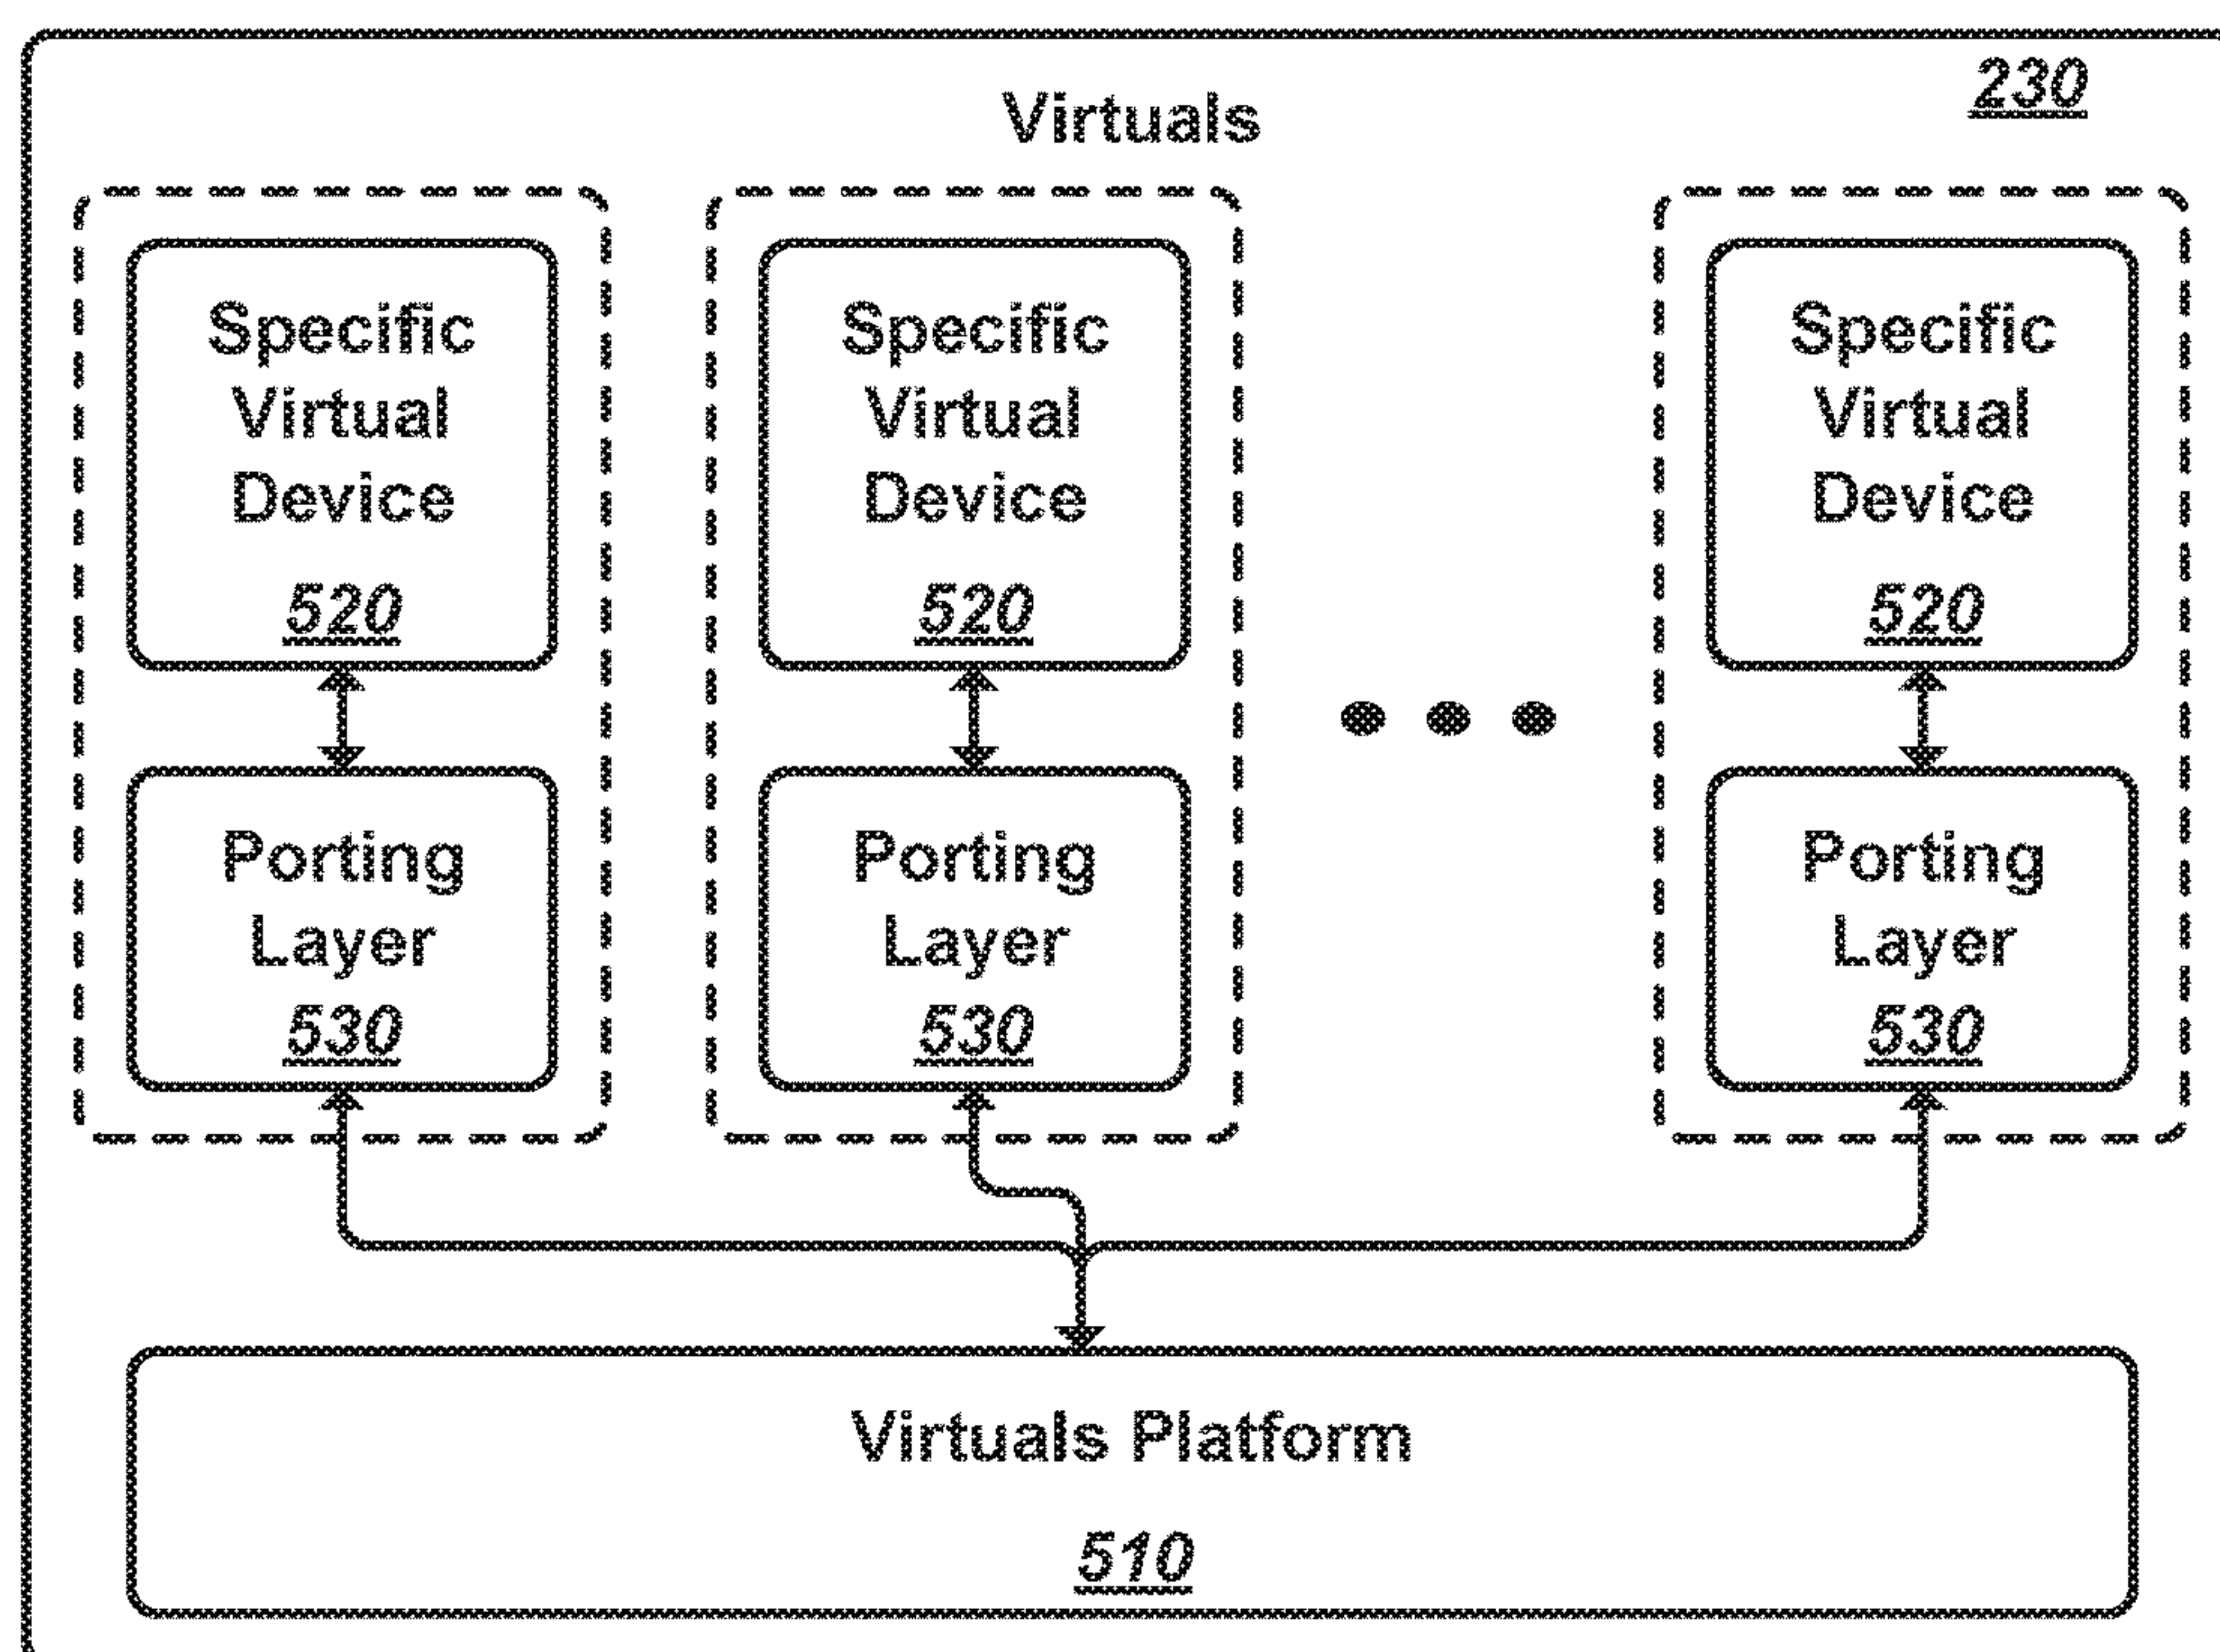 230
Virtuals
Specific
Virtual
Device
520
Specific
Virtual
Device
520
Specific
Virtual
Device
520
Porting
Layer
530
Porting
Layer
530
Porting
Layer
530
Virtuals Platform
510